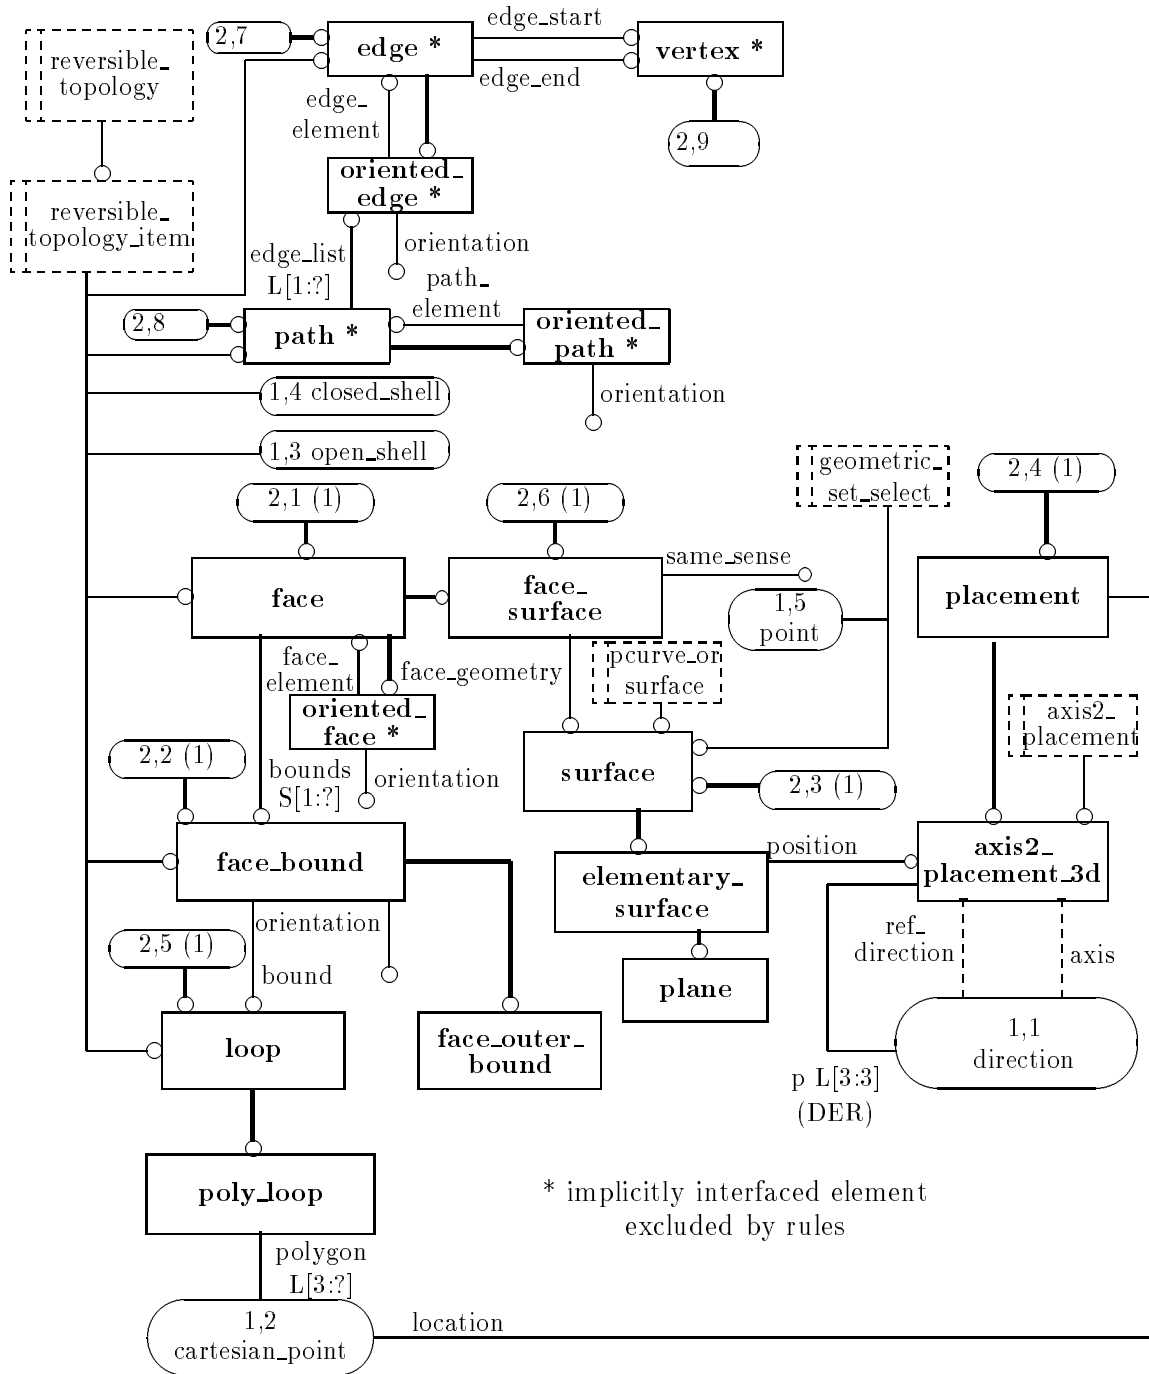 edge_start
2,7
edge *
vertex *
reversible_
topology
edge_end
edge_
element
2,9
oriented_
edge *
reversible_
topology_item
orientation
edge_list
L[1:?]
path_
element
2,8
path *
oriented_
path *
1,4 closed_shell
orientation
1,3 open_shell
geometric_
set_select
2,4 (1)
2,1 (1)
2,6 (1)
same_sense
face
face_
surface
1,5
point
placement
face_
element
face_geometry
pcurve_or
surface
oriented_
face *
axis2_
placement
2,2 (1)
bounds
S[1:?]
orientation
surface
2,3 (1)
face_bound
position
axis2_
placement_3d
elementary_
surface
orientation
ref_
direction
axis
2,5 (1)
bound
plane
loop
face_outer_
bound
1,1
direction
p L[3:3]
(DER)
poly_loop
* implicitly interfaced element
excluded by rules
polygon
L[3:?]
1,2
cartesian_point
location